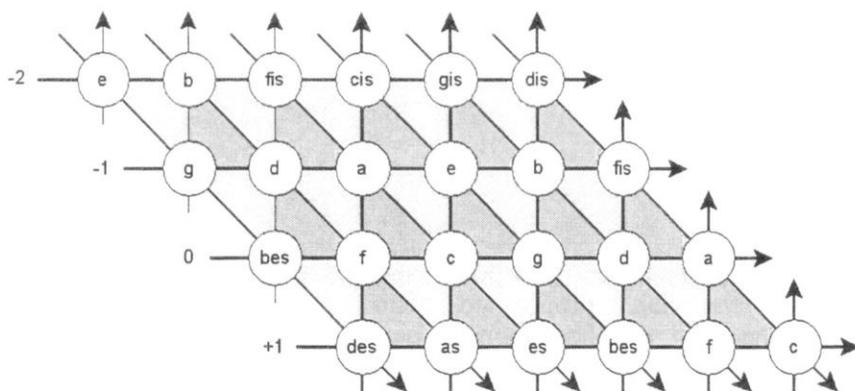 -2 e b fis cis gis dis
-1 g d a e b fis
0 bes f c g d a
+1 des as es bes f c